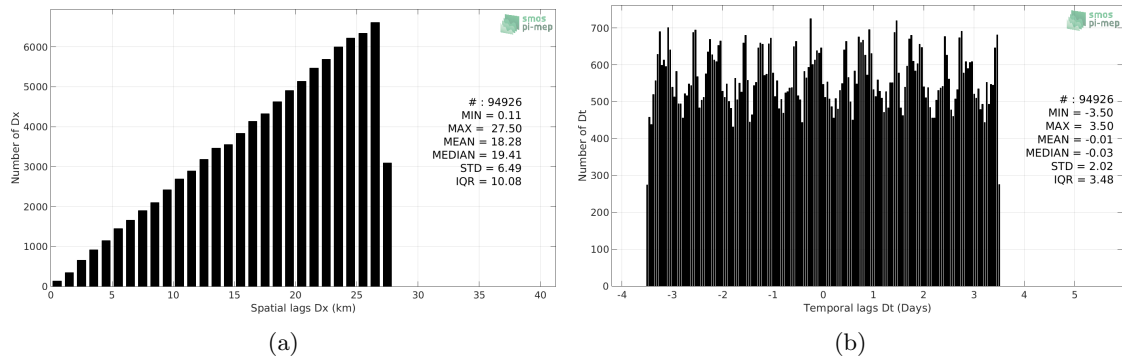 smos
pi-mep
6000
5000
4000
3000
2000
1000
0
Number of Dx
# : 94926
MIN = 0.11
MAX = 27.50
MEAN = 18.28
MEDIAN = 19.41
STD = 6.49
IQR = 10.08
0 5 10 15 20 25 30 35 40
Spatial lags Dx (km)
(a)
smos
pi-mep
700
600
500
400
300
200
100
0
Number of Dt
# : 94926
MIN = -3.50
MAX = 3.50
MEAN = -0.01
MEDIAN = -0.03
STD = 2.02
IQR = 3.48
-4 -3 -2 -1 0 1 2 3 4 5
Temporal lags Dt (Days)
(b)